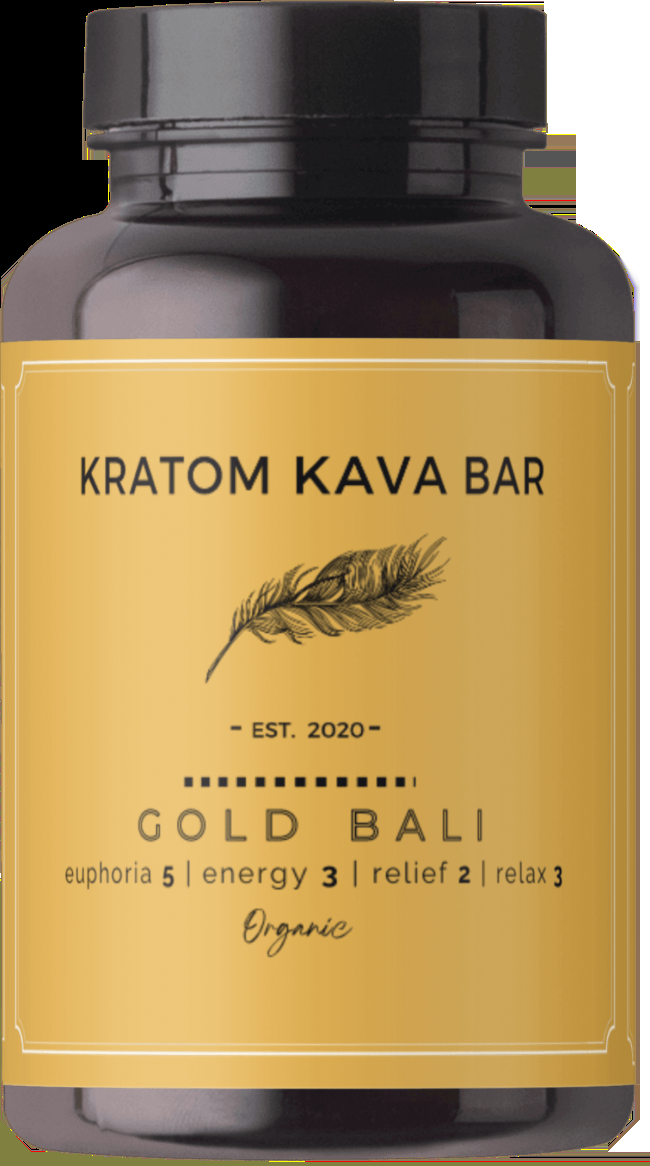 KRATOM KAVA BAR
- EST. 2020 -
GOLD BALI
euphoria 5 | energy 3 | relief 2 | relax 3
Organic